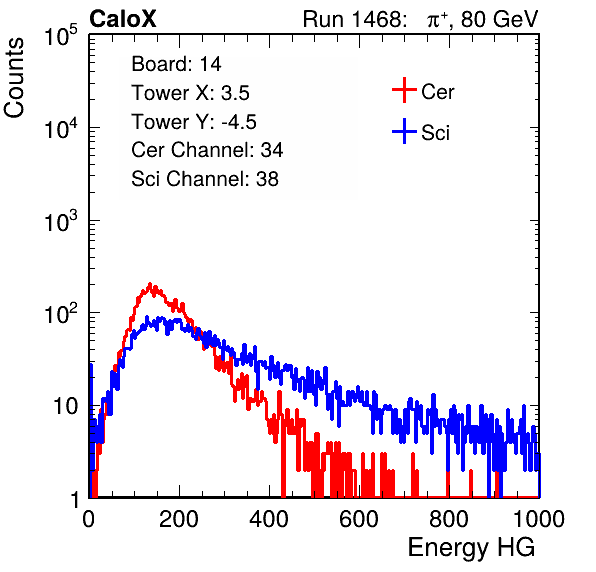 CaloX Run 1468: π⁺, 80 GeV
Board: 14
Tower X: 3.5
Tower Y: -4.5
Cer Channel: 34
Sci Channel: 38
Cer
Sci
Counts
10⁵
10⁴
10³
10²
10
1
0 200 400 600 800 1000
Energy HG